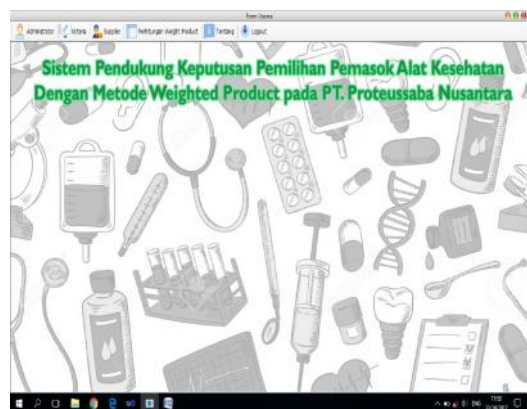 Form Utama
Administrator Kriteria Supplier Perhitungan Weight Product Tentang Logout
Sistem Pendukung Keputusan Pemilihan Pemasok Alat Kesehatan
Dengan Metode Weighted Product pada PT. Proteussaba Nusantara
ENG